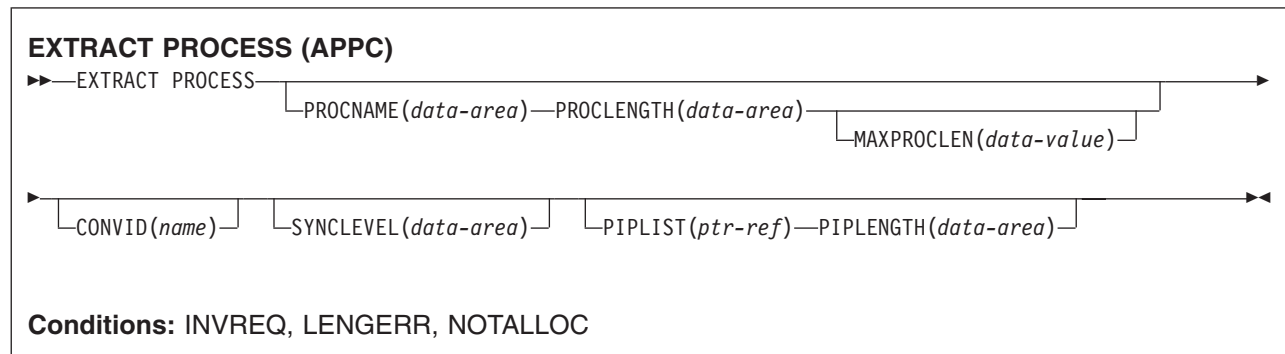 EXTRACT PROCESS (APPC)
EXTRACT PROCESS
PROCNAME(data-area) PROCLENGTH(data-area)
MAXPROCLEN(data-value)
CONVID(name) SYNCLEVEL(data-area) PIPLIST(ptr-ref) PIPLENGTH(data-area)
Conditions: INVREQ, LENGERR, NOTALLOC